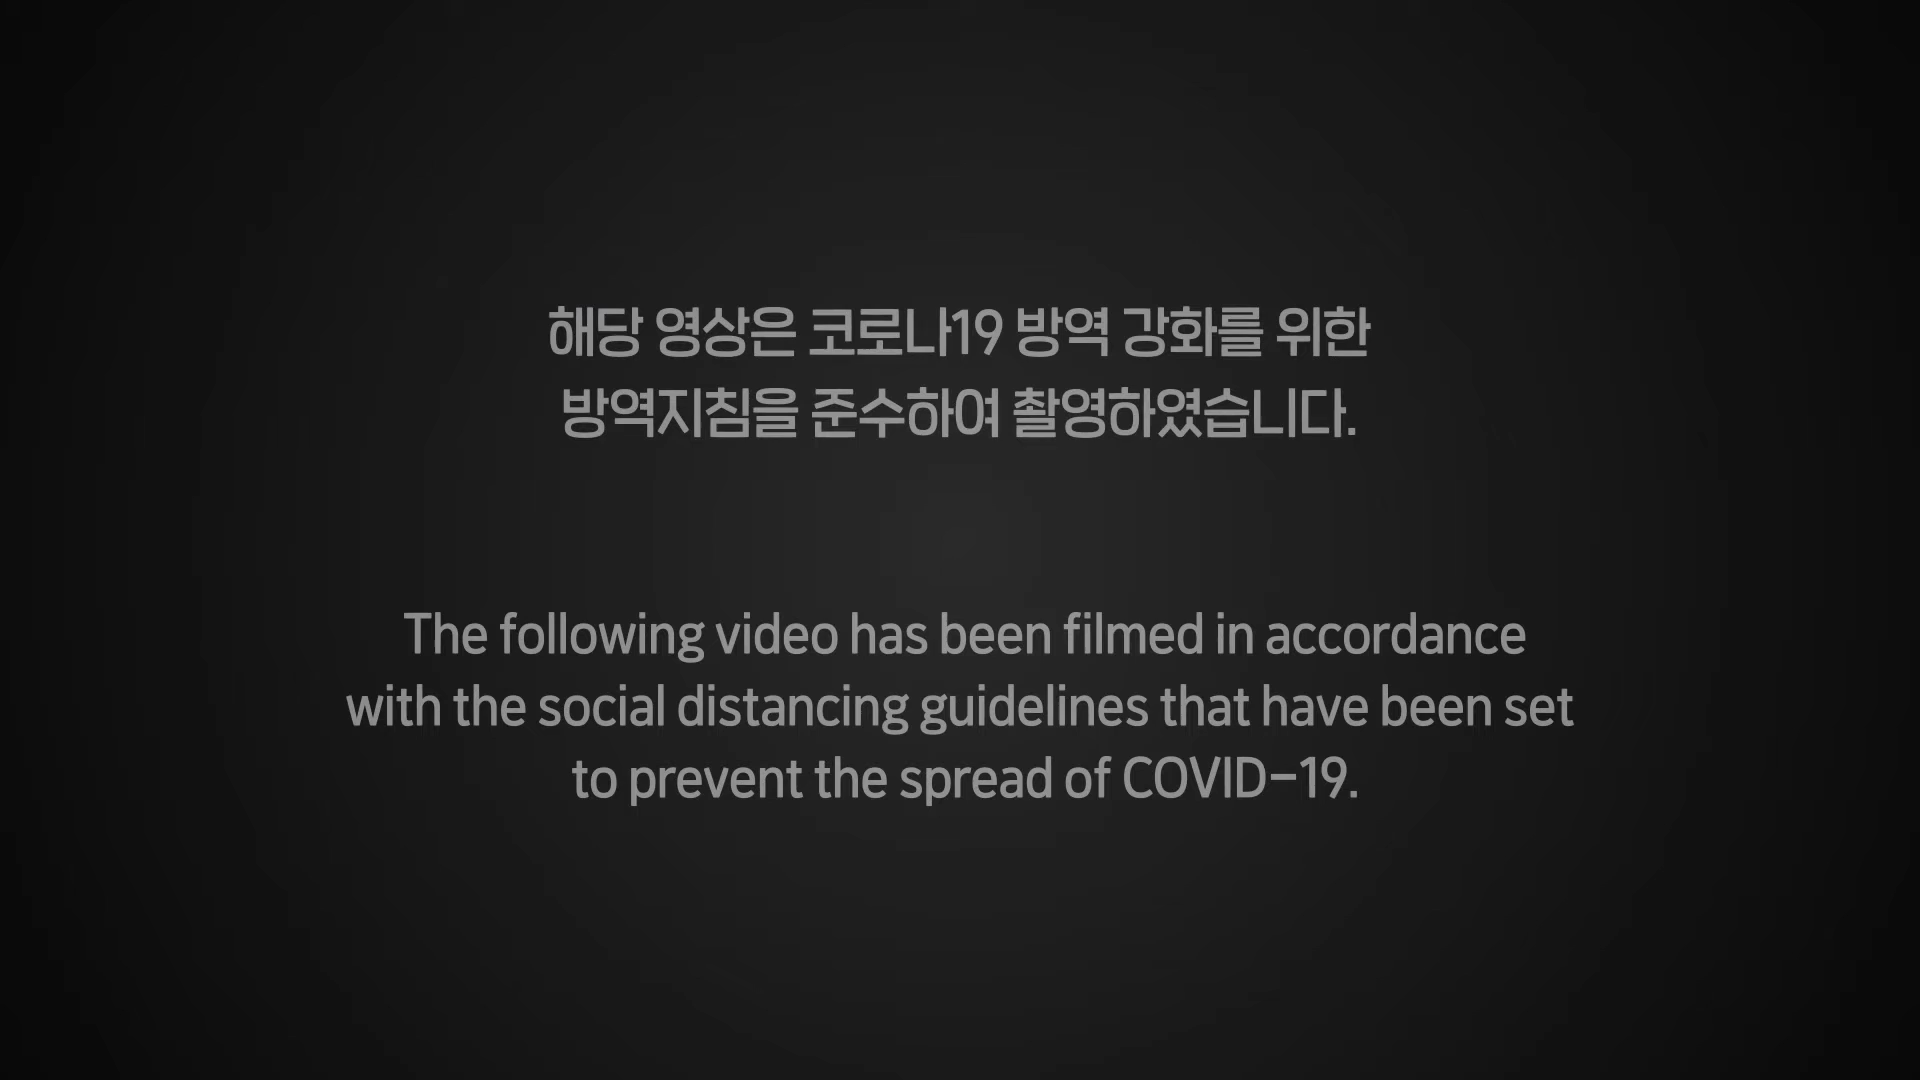 해당 영상은 코로나19 방역 강화를 위한
방역지침을 준수하여 촬영하였습니다.
The following video has been filmed in accordance
with the social distancing guidelines that have been set
to prevent the spread of COVID-19.